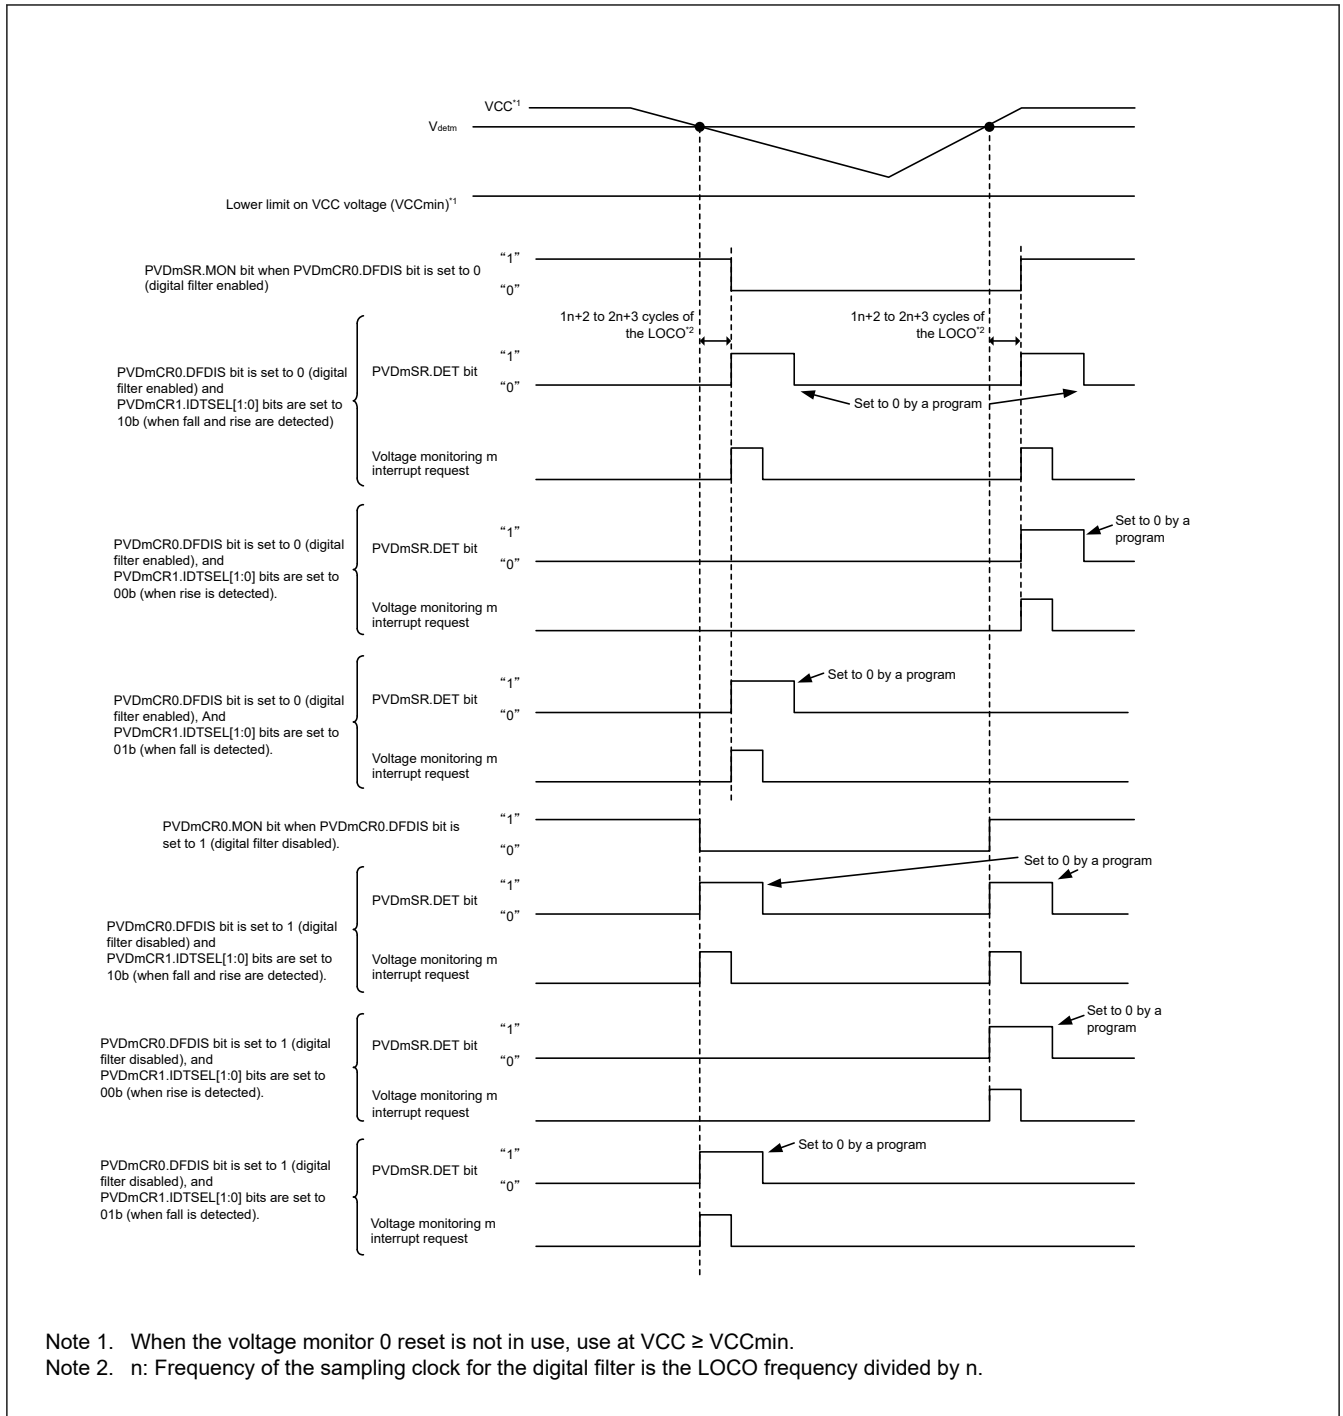 VCC*1
Vdetm
Lower limit on VCC voltage (VCCmin)*1
PVDmSR.MON bit when PVDmCR0.DFDIS bit is set to 0
(digital filter enabled)
“1”
“0”
1n+2 to 2n+3 cycles of
the LOCO*2
1n+2 to 2n+3 cycles of
the LOCO*2
PVDmCR0.DFDIS bit is set to 0 (digital
filter enabled) and
PVDmCR1.IDTSEL[1:0] bits are set to
10b (when fall and rise are detected)
PVDmSR.DET bit
“1”
“0”
Set to 0 by a program
Voltage monitoring m
interrupt request
PVDmCR0.DFDIS bit is set to 0 (digital
filter enabled), and
PVDmCR1.IDTSEL[1:0] bits are set to
00b (when rise is detected).
PVDmSR.DET bit
“1”
“0”
Set to 0 by a
program
Voltage monitoring m
interrupt request
PVDmCR0.DFDIS bit is set to 0 (digital
filter enabled), And
PVDmCR1.IDTSEL[1:0] bits are set to
01b (when fall is detected).
PVDmSR.DET bit
“1”
“0”
Set to 0 by a program
Voltage monitoring m
interrupt request
PVDmCR0.MON bit when PVDmCR0.DFDIS bit is
set to 1 (digital filter disabled).
“1”
“0”
Set to 0 by a program
PVDmCR0.DFDIS bit is set to 1 (digital
filter disabled) and
PVDmCR1.IDTSEL[1:0] bits are set to
10b (when fall and rise are detected).
PVDmSR.DET bit
“1”
“0”
Voltage monitoring m
interrupt request
PVDmCR0.DFDIS bit is set to 1 (digital
filter disabled), and
PVDmCR1.IDTSEL[1:0] bits are set to
00b (when rise is detected).
PVDmSR.DET bit
“1”
“0”
Set to 0 by a
program
Voltage monitoring m
interrupt request
PVDmCR0.DFDIS bit is set to 1 (digital
filter disabled), and
PVDmCR1.IDTSEL[1:0] bits are set to
01b (when fall is detected).
PVDmSR.DET bit
“1”
“0”
Set to 0 by a program
Voltage monitoring m
interrupt request
Note 1. When the voltage monitor 0 reset is not in use, use at VCC ≥ VCCmin.
Note 2. n: Frequency of the sampling clock for the digital filter is the LOCO frequency divided by n.